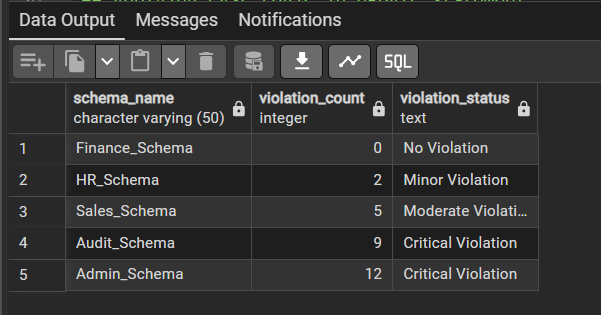 Data Output Messages Notifications
SQL
schema_name violation_count violation_status
character varying (50) integer text
1 Finance_Schema 0 No Violation
2 HR_Schema 2 Minor Violation
3 Sales_Schema 5 Moderate Violati...
4 Audit_Schema 9 Critical Violation
5 Admin_Schema 12 Critical Violation